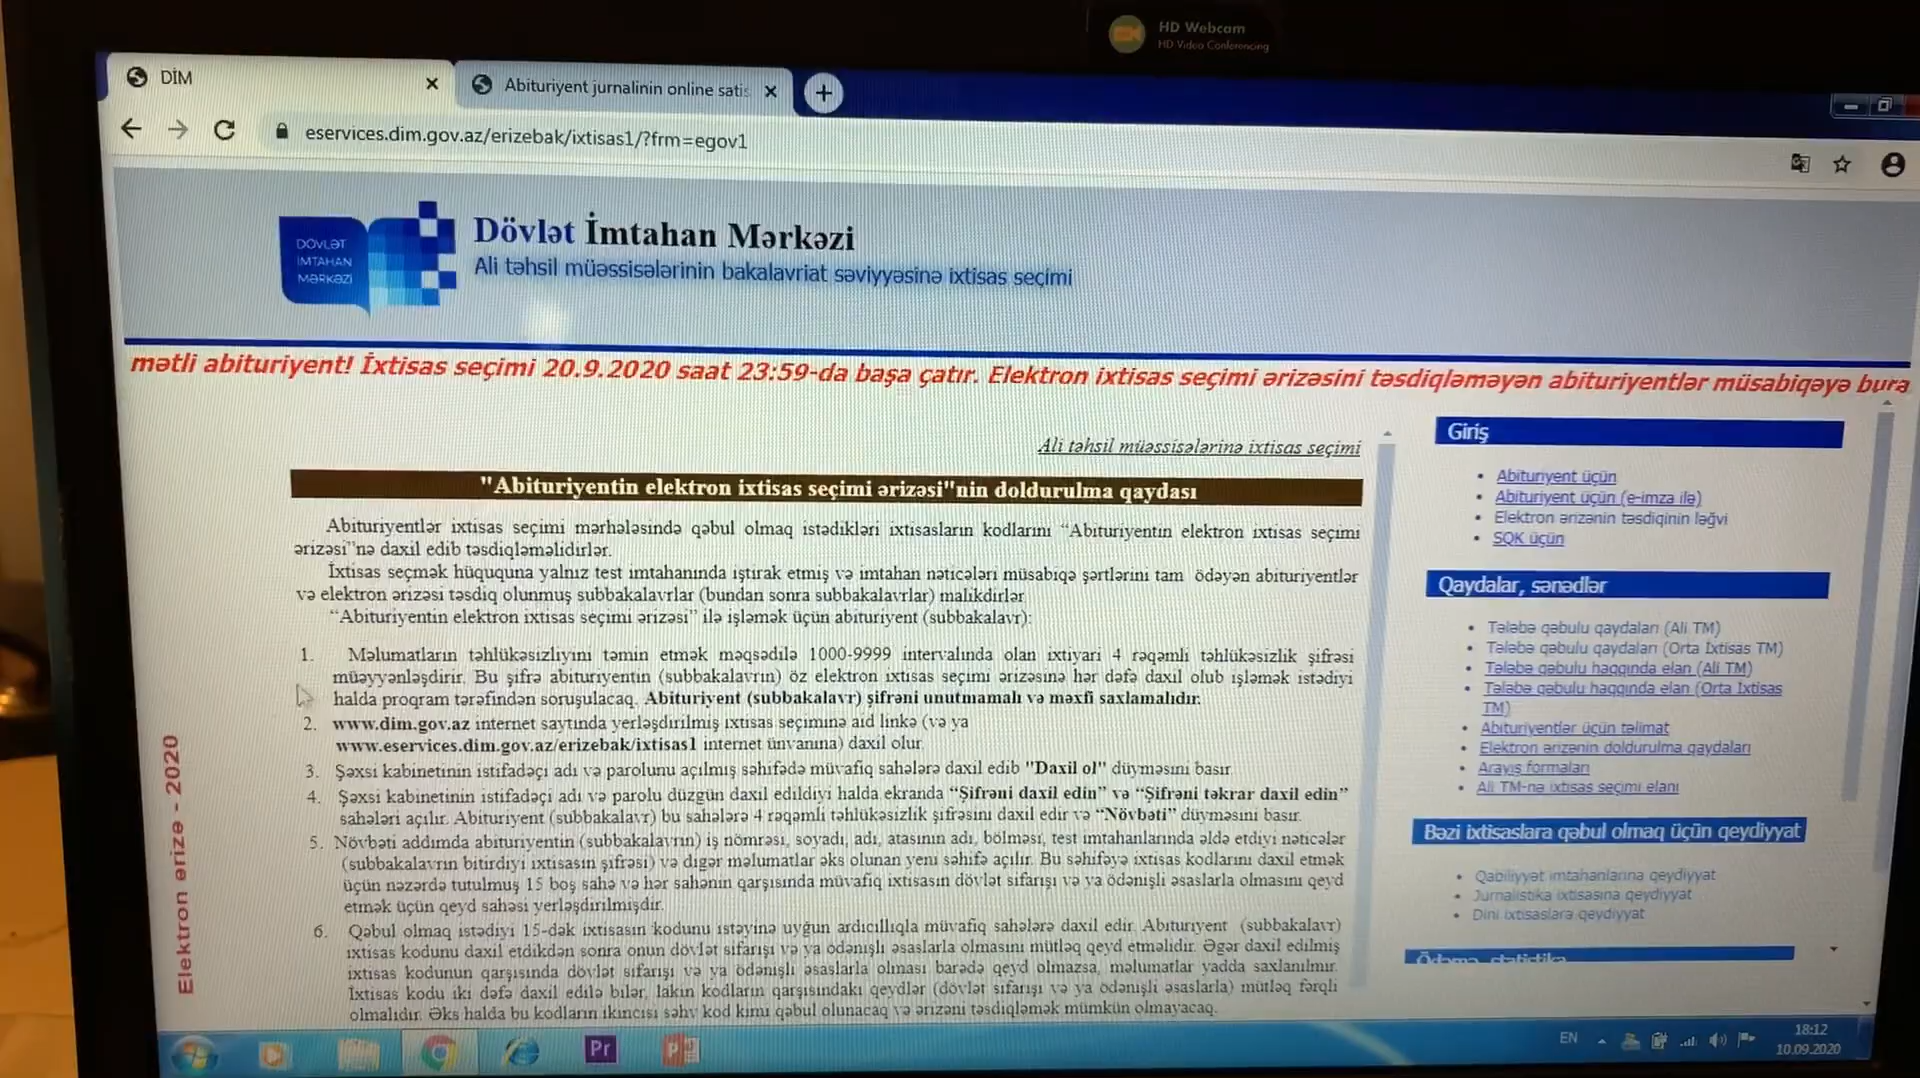 HD Webcam
HD Video Conferencing
DİM
Abituriyent jurnalinin online satis
eservices.dim.gov.az/erizebak/ixtisas1/?frm=egov1
DÖVLƏT
İMTAHAN
MƏRKƏZİ
Dövlət İmtahan Mərkəzi
Ali təhsil müəssisələrinin bakalavriat səviyyəsinə ixtisas seçimi
mətli abituriyent! İxtisas seçimi 20.9.2020 saat 23:59-da başa çatır. Elektron ixtisas seçimi ərizəsini təsdiqləməyən abituriyentlər müsabiqəyə bura
Ali təhsil müəssisələrinə ixtisas seçimi
"Abituriyentin elektron ixtisas seçimi ərizəsi"nin doldurulma qaydası
Abituriyentlər ixtisas seçimi mərhələsində qəbul olmaq istədikləri ixtisasların kodlarını “Abituriyentin elektron ixtisas seçimi
ərizəsi”nə daxil edib təsdiqləməlidirlər.
İxtisas seçmək hüququna yalnız test imtahanında iştirak etmiş və imtahan nəticələri müsabiqə şərtlərini tam ödəyən abituriyentlər
və elektron ərizəsi təsdiq olunmuş subbakalavrlar (bundan sonra subbakalavrlar) malikdirlər
“Abituriyentin elektron ixtisas seçimi ərizəsi” ilə işləmək üçün abituriyent (subbakalavr):
1. Məlumatların təhlükəsizliyini təmin etmək məqsədilə 1000-9999 intervalında olan ixtiyari 4 rəqəmli təhlükəsizlik şifrəsi
müəyyənləşdirir. Bu şifrə abituriyentin (subbakalavrın) öz elektron ixtisas seçimi ərizəsinə hər dəfə daxil olub işləmək istədiyi
halda proqram tərəfindən soruşulacaq. Abituriyent (subbakalavr) şifrəni unutmamalı və məxfi saxlamalıdır.
2. www.dim.gov.az internet saytında yerləşdirilmiş ixtisas seçiminə aid linkə (və ya
www.eservices.dim.gov.az/erizebak/ixtisas1 internet ünvanına) daxil olur.
3. Şəxsi kabinetinin istifadəçi adı və parolunu açılmış səhifədə müvafiq sahələrə daxil edib "Daxil ol" düyməsini basır.
4. Şəxsi kabinetinin istifadəçi adı və parolu düzgün daxil edildiyi halda ekranda “Şifrəni daxil edin” və “Şifrəni təkrar daxil edin”
sahələri açılır. Abituriyent (subbakalavr) bu sahələrə 4 rəqəmli təhlükəsizlik şifrəsini daxil edir və “Növbəti” düyməsini basır.
5. Növbəti addımda abituriyentin (subbakalavrın) iş nömrəsi, soyadı, adı, atasının adı, bölməsi, test imtahanlarında əldə etdiyi nəticələr
(subbakalavrın bitirdiyi ixtisasın şifrəsi) və digər məlumatlar əks olunan yeni səhifə açılır. Bu səhifəyə ixtisas kodlarını daxil etmək
üçün nəzərdə tutulmuş 15 boş sahə və hər sahənin qarşısında müvafiq ixtisasın dövlət sifarişi və ya ödənişli əsaslarla olmasını qeyd
etmək üçün qeyd sahəsi yerləşdirilmişdir.
6. Qəbul olmaq istədiyi 15-dək ixtisasın kodunu istəyinə uyğun ardıcıllıqla müvafiq sahələrə daxil edir. Abituriyent (subbakalavr)
ixtisas kodunu daxil etdikdən sonra onun dövlət sifarişi və ya ödənişli əsaslarla olmasını mütləq qeyd etməlidir. Əgər daxil edilmiş
ixtisas kodunun qarşısında dövlət sifarişi və ya ödənişli əsaslarla olması barədə qeyd olmazsa, məlumatlar yadda saxlanılmır.
İxtisas kodu iki dəfə daxil edilə bilər, lakin kodların qarşısındakı qeydlər (dövlət sifarişi və ya ödənişli əsaslarla) mütləq fərqli
olmalıdır. Əks halda bu kodların ikincisi səhv kod kimi qəbul olunacaq və ərizəni təsdiqləmək mümkün olmayacaq.
Elektron ərizə - 2020
Giriş
Abituriyent üçün
Abituriyent üçün (e-imza ilə)
Elektron ərizənin təsdiqinin ləğvi
SQK üçün
Qaydalar, sənədlər
Tələbə qəbulu qaydaları (Ali TM)
Tələbə qəbulu qaydaları (Orta İxtisas TM)
Tələbə qəbulu haqqında elan (Ali TM)
Tələbə qəbulu haqqında elan (Orta İxtisas
TM)
Abituriyentlər üçün təlimat
Elektron ərizənin doldurulma qaydaları
Arayış formaları
Ali TM-nə ixtisas seçimi elanı
Bəzi ixtisaslara qəbul olmaq üçün qeydiyyat
Qabiliyyət imtahanlarına qeydiyyat
Jurnalistika ixtisasına qeydiyyat
Dini ixtisaslara qeydiyyat
Ödəmə, statistika
Pr
EN
18:12
10.09.2020